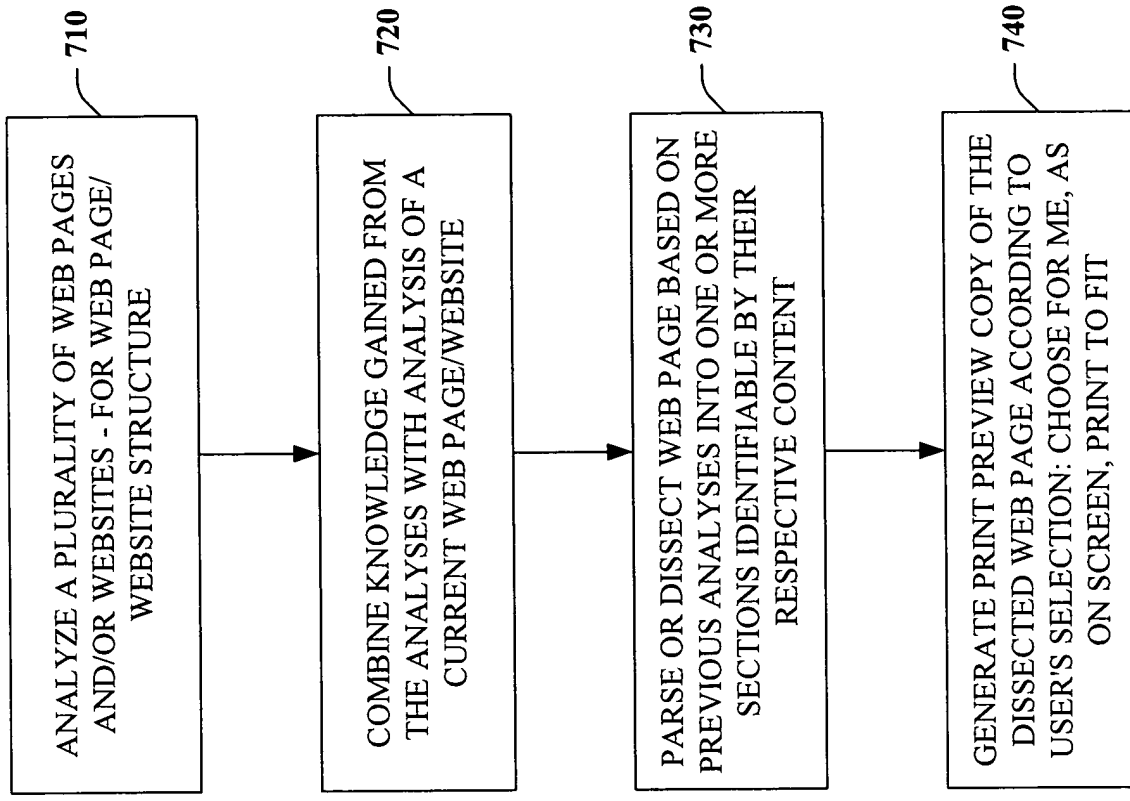 710
ANALYZE A PLURALITY OF WEB PAGES
AND/OR WEBSITES - FOR WEB PAGE/
WEBSITE STRUCTURE
720
COMBINE KNOWLEDGE GAINED FROM
THE ANALYSES WITH ANALYSIS OF A
CURRENT WEB PAGE/WEBSITE
730
PARSE OR DISSECT WEB PAGE BASED ON
PREVIOUS ANALYSES INTO ONE OR MORE
SECTIONS IDENTIFIABLE BY THEIR
RESPECTIVE CONTENT
740
GENERATE PRINT PREVIEW COPY OF THE
DISSECTED WEB PAGE ACCORDING TO
USER'S SELECTION: CHOOSE FOR ME, AS
ON SCREEN, PRINT TO FIT